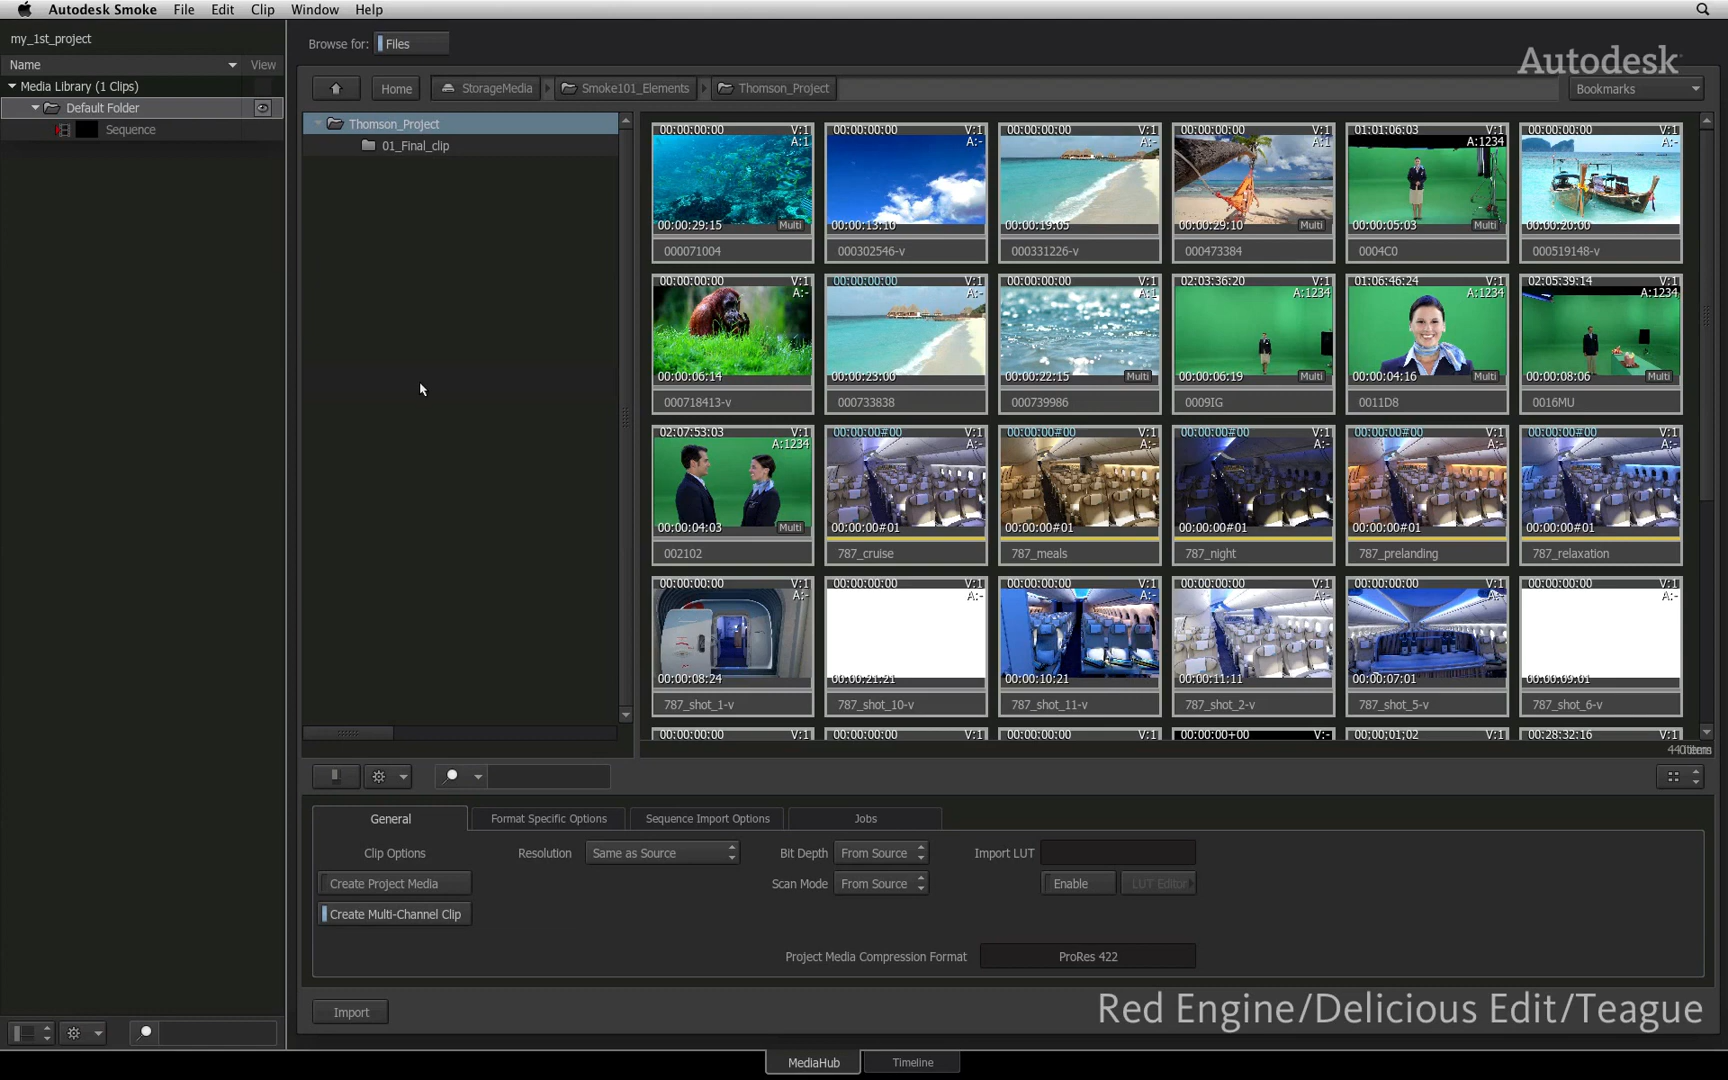 Autodesk Smoke File Edit Clip Window Help
my_1st_project
Name View
Media Library (1 Clips)
Default Folder
Sequence
Browse for: Files
Autodesk
Home StorageMedia Smoke101_Elements Thomson_Project Bookmarks
Thomson_Project
01_Final_clip
00:00:00:00 V:1 00:00:00:00 V:1 00:00:00:00 V:1 00:00:00:00 V:1 01:01:06:03 V:1 00:00:00:00 V:1
A:1 A:- A:- A:1 A:1234 A:-
00:00:29:15 Multi 00:00:13:10 00:00:19:05 00:00:29:10 Multi 00:00:05:03 Multi 00:00:20:00
000071004 000302546-v 000331226-v 000473384 0004C0 000519148-v
00:00:00:00 V:1 00:00:00:00 V:1 00:00:00:00 V:1 02:03:36:20 V:1 01:06:46:24 V:1 02:05:39:14 V:1
A:- A:- A:1 A:1234 A:1234 A:1234
00:00:06:14 00:00:23:00 00:00:22:15 Multi 00:00:06:19 Multi 00:00:04:16 Multi 00:00:08:06 Multi
000718413-v 000733838 000739986 0009IG 0011D8 0016MU
02:07:53:03 V:1 00:00:00#00 V:1 00:00:00#00 V:1 00:00:00#00 V:1 00:00:00#00 V:1 00:00:00#00 V:1
A:1234 A:- A:- A:- A:- A:-
00:00:04:03 Multi 00:00:00#01 00:00:00#01 00:00:00#01 00:00:00#01 00:00:00#01
002102 787_cruise 787_meals 787_night 787_prelanding 787_relaxation
00:00:00:00 V:1 00:00:00:00 V:1 00:00:00:00 V:1 00:00:00:00 V:1 00:00:00:00 V:1 00:00:00:00 V:1
A:- A:- A:- A:- A:- A:-
00:00:08:24 00:00:21:21 00:00:10:21 00:00:11:11 00:00:07:01 00:00:09:01
787_shot_1-v 787_shot_10-v 787_shot_11-v 787_shot_2-v 787_shot_5-v 787_shot_6-v
00:00:00:00 V:1 00:00:00:00 V:1 00:00:00:00 V:1 00:00:00+00 V:- 00;00;01;02 V:1 00:28:32:16 V:1
General Format Specific Options Sequence Import Options Jobs
Clip Options Resolution Same as Source Bit Depth From Source Import LUT
Create Project Media Scan Mode From Source Enable LUT Editor
Create Multi-Channel Clip
Project Media Compression Format ProRes 422
Import
Red Engine/Delicious Edit/Teague
MediaHub Timeline